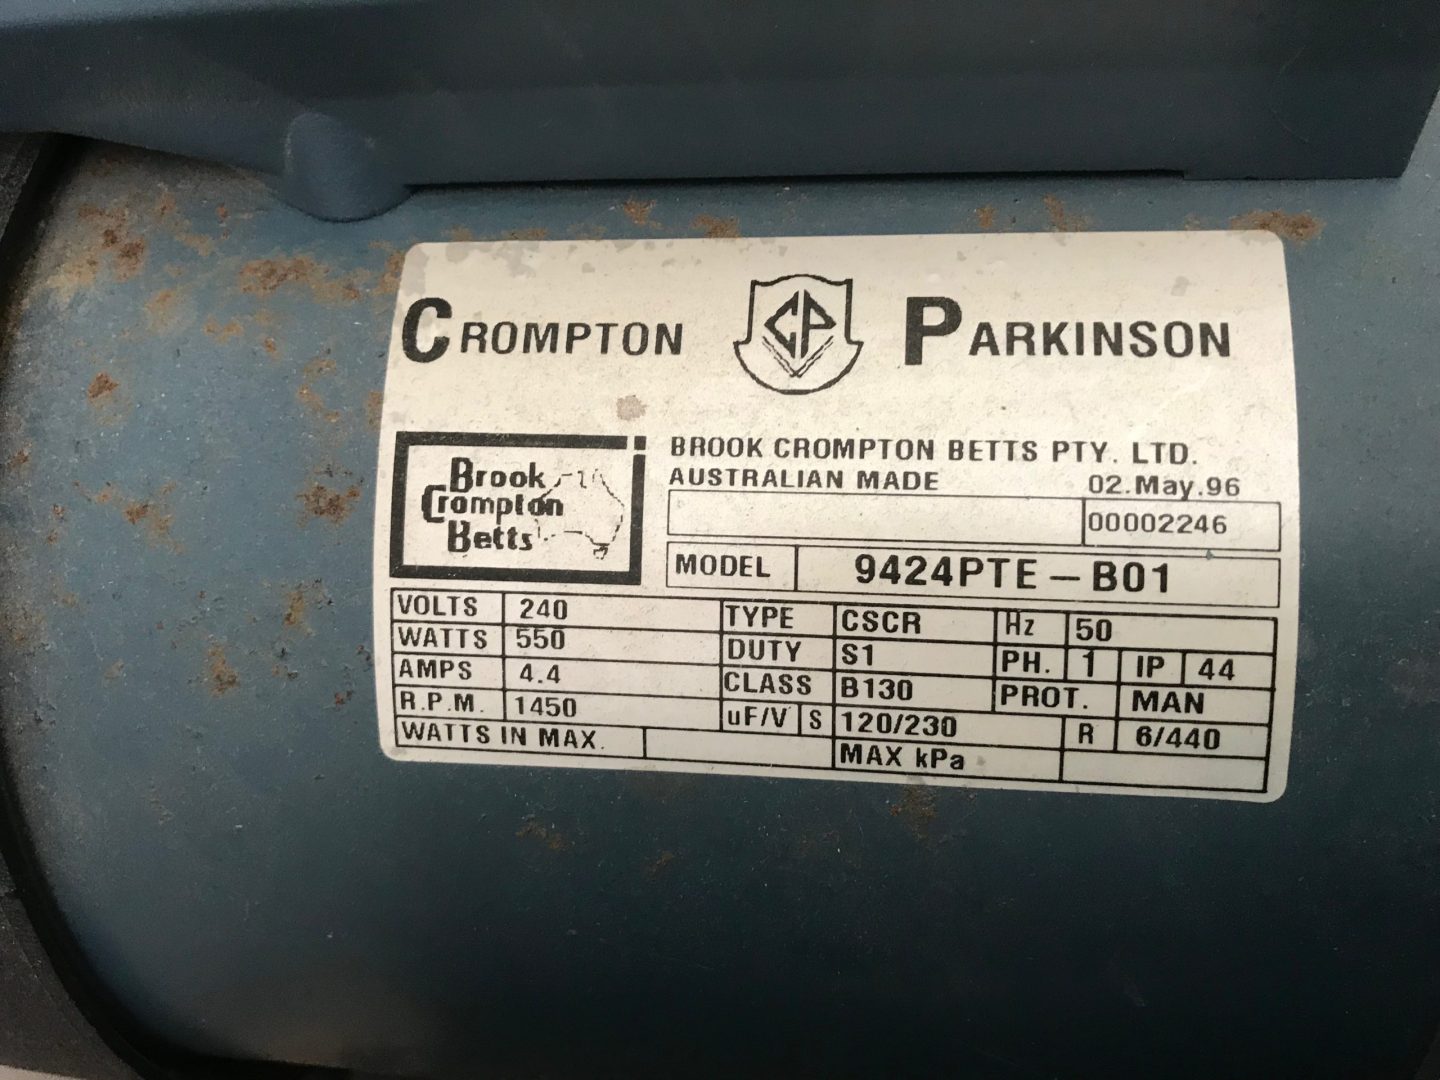 CROMPTON CP PARKINSON
Brook
Crompton
Betts
BROOK CROMPTON BETTS PTY. LTD.
AUSTRALIAN MADE 02.May.96
00002246
MODEL 9424PTE-B01
VOLTS 240 TYPE CSCR Hz 50
WATTS 550 DUTY S1 PH. 1 IP 44
AMPS 4.4 CLASS B130 PROT. MAN
R.P.M. 1450 uF/V S 120/230 R 6/440
WATTS IN MAX. MAX kPa